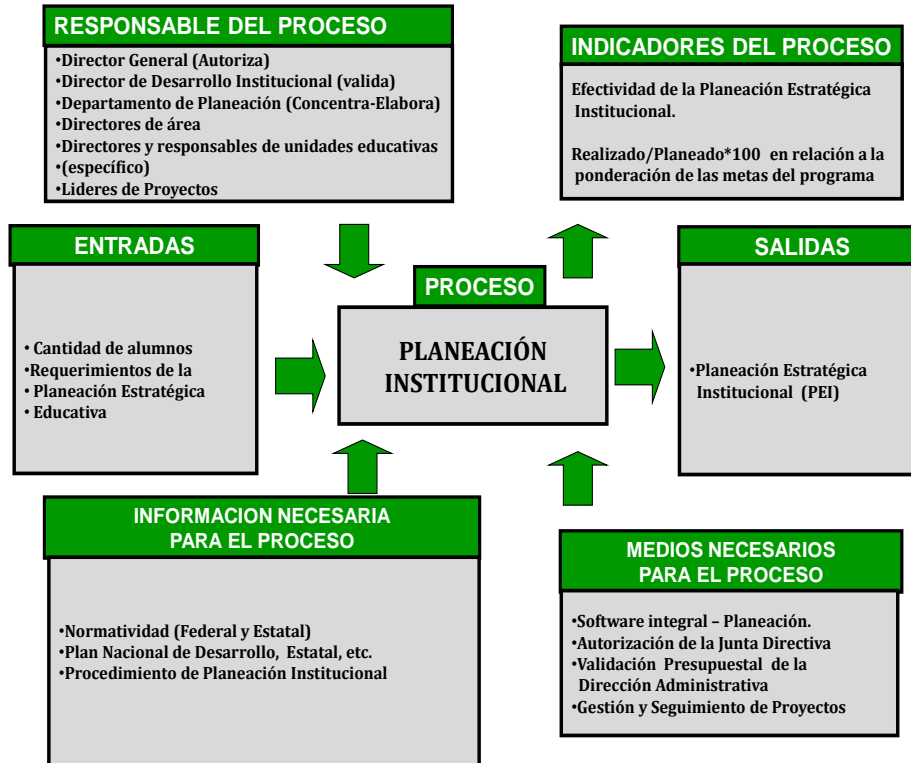 RESPONSABLE DEL PROCESO
•Director General (Autoriza)
•Director de Desarrollo Institucional (valida)
•Departamento de Planeación (Concentra-Elabora)
•Directores de área
•Directores y responsables de unidades educativas
•(específico)
•Lideres de Proyectos
INDICADORES DEL PROCESO
Efectividad de la Planeación Estratégica
Institucional.
Realizado/Planeado*100 en relación a la
ponderación de las metas del programa
ENTRADAS
• Cantidad de alumnos
•Requerimientos de la
• Planeación Estratégica
• Educativa
PROCESO
PLANEACIÓN
INSTITUCIONAL
SALIDAS
•Planeación Estratégica
Institucional (PEI)
INFORMACION NECESARIA
PARA EL PROCESO
•Normatividad (Federal y Estatal)
•Plan Nacional de Desarrollo, Estatal, etc.
•Procedimiento de Planeación Institucional
MEDIOS NECESARIOS
PARA EL PROCESO
•Software integral – Planeación.
•Autorización de la Junta Directiva
•Validación Presupuestal de la
Dirección Administrativa
•Gestión y Seguimiento de Proyectos